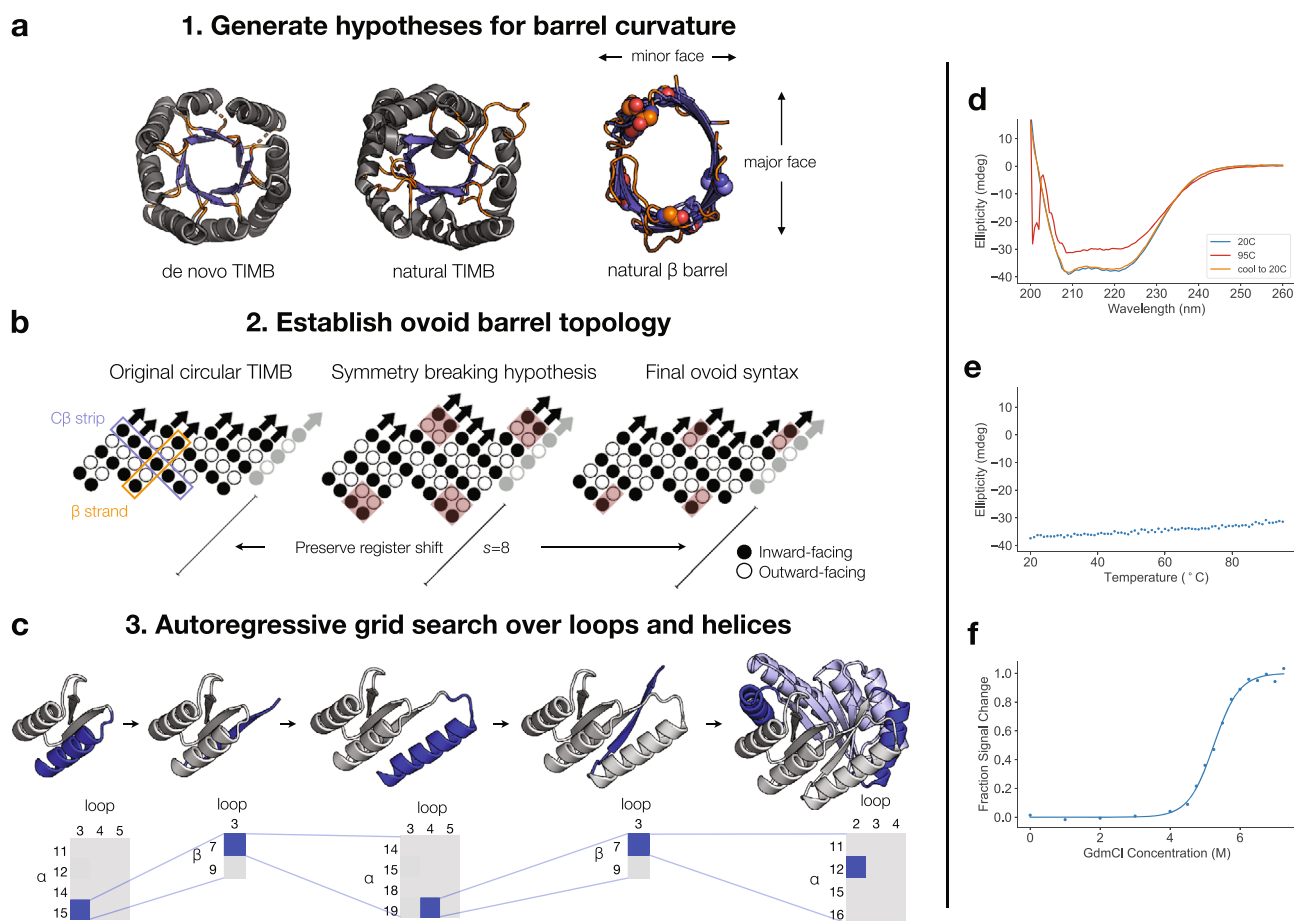 a
1. Generate hypotheses for barrel curvature
minor face
major face
de novo TIMB
natural TIMB
natural β barrel
b
2. Establish ovoid barrel topology
Original circular TIMB
Symmetry breaking hypothesis
Final ovoid syntax
Cβ strip
β strand
Preserve register shift
s=8
Inward-facing
Outward-facing
c
3. Autoregressive grid search over loops and helices
loop
3 4 5
α
11
12
14
15
loop
3
β
7
9
loop
3 4 5
α
14
15
18
19
loop
3
β
7
9
loop
2 3 4
α
11
12
15
16
d
Ellipticity (mdeg)
10
0
−10
−20
−30
−40
20C
95C
cool to 20C
200 210 220 230 240 250 260
Wavelength (nm)
e
Ellipticity (mdeg)
10
0
−10
−20
−30
−40
20 40 60 80
Temperature (°C)
f
Fraction Signal Change
1.0
0.8
0.6
0.4
0.2
0.0
0 2 4 6
GdmCl Concentration (M)